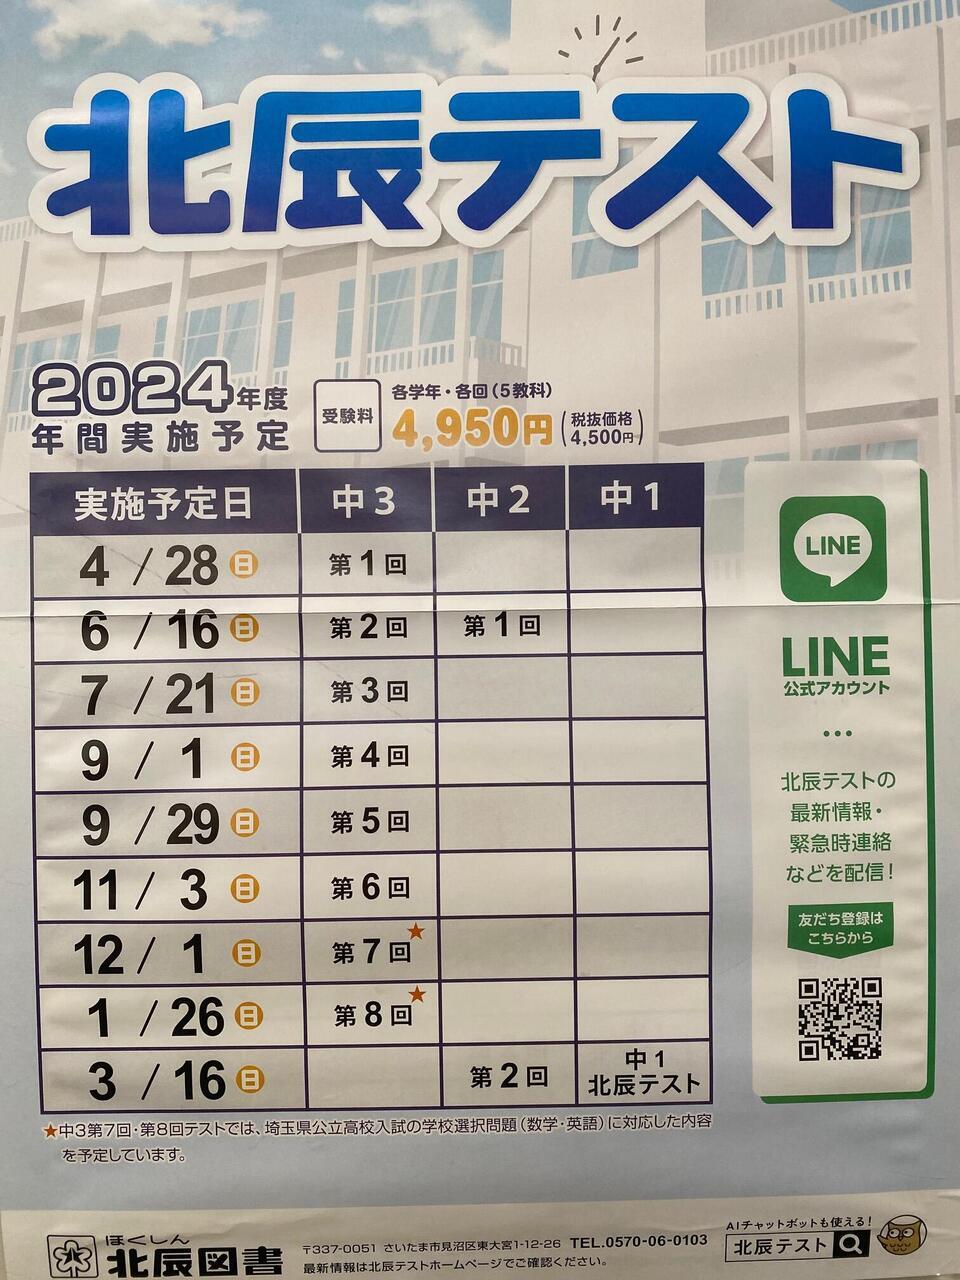 北辰テスト
2024年度
年間実施予定
受験料
各学年・各回(5教科)
4,950円(税抜価格4,500円)
実施予定日 中3 中2 中1
4/28日 第1回
6/16日 第2回 第1回
7/21日 第3回
9/1日 第4回
9/29日 第5回
11/3日 第6回
12/1日 第7回★
1/26日 第8回★
3/16日 第2回 中1北辰テスト
★中3第7回・第8回テストでは、埼玉県公立高校入試の学校選択問題(数学・英語)に対応した内容
を予定しています。
LINE
LINE
公式アカウント
…
北辰テストの
最新情報・
緊急時連絡
などを配信!
友だち登録は
こちらから
北
ほくしん
北辰図書
〒337-0051 さいたま市見沼区東大宮1-12-26 TEL.0570-06-0103
最新情報は北辰テストホームページでご確認ください。
AIチャットボットも使える!
北辰テスト